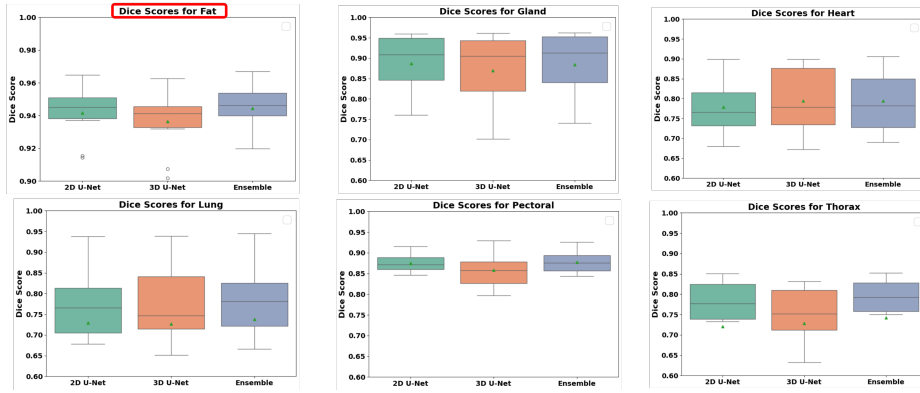 Dice Scores for Fat
Dice Score
1.00
0.98
0.96
0.94
0.92
0.90
2D U-Net
3D U-Net
Ensemble
Dice Scores for Gland
Dice Score
1.00
0.95
0.90
0.85
0.80
0.75
0.70
0.65
0.60
2D U-Net
3D U-Net
Ensemble
Dice Scores for Heart
Dice Score
1.00
0.95
0.90
0.85
0.80
0.75
0.70
0.65
0.60
2D U-Net
3D U-Net
Ensemble
Dice Scores for Lung
Dice Score
1.00
0.95
0.90
0.85
0.80
0.75
0.70
0.65
0.60
2D U-Net
3D U-Net
Ensemble
Dice Scores for Pectoral
Dice Score
1.00
0.95
0.90
0.85
0.80
0.75
0.70
0.65
0.60
2D U-Net
3D U-Net
Ensemble
Dice Scores for Thorax
Dice Score
1.00
0.95
0.90
0.85
0.80
0.75
0.70
0.65
0.60
2D U-Net
3D U-Net
Ensemble